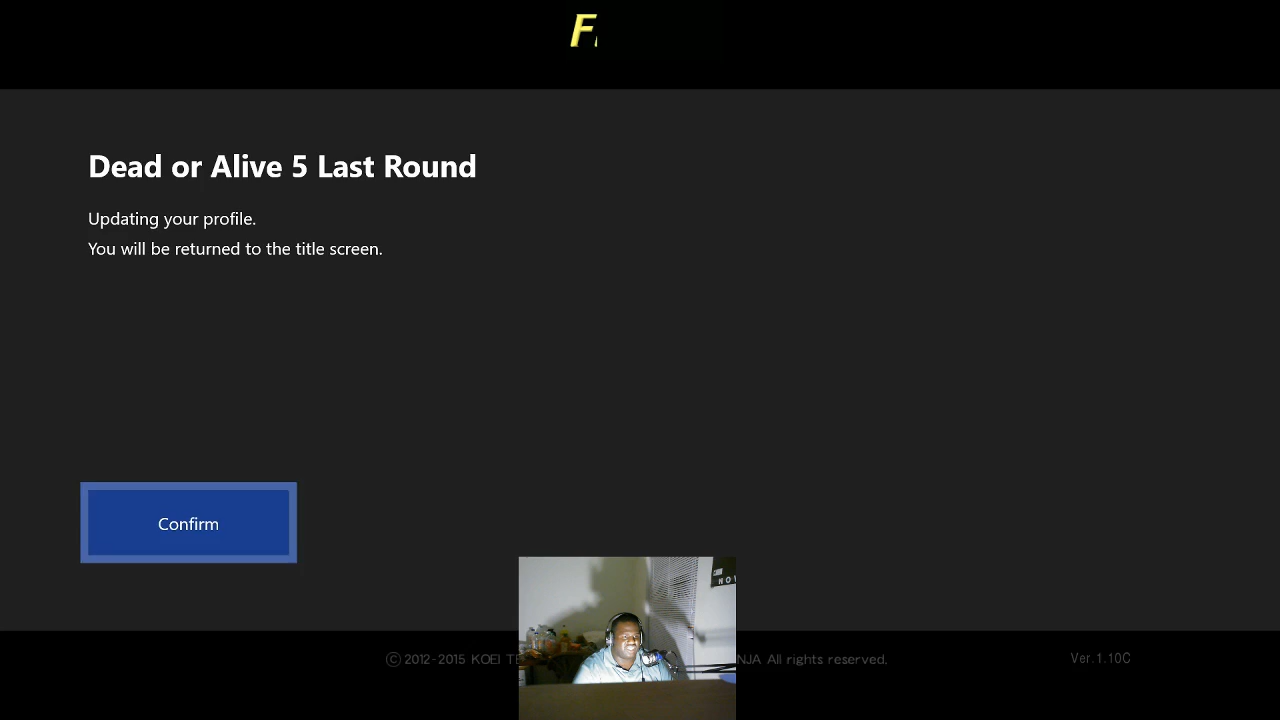 F
Dead or Alive 5 Last Round
Updating your profile.
You will be returned to the title screen.
Confirm
© 2012-2015 KOEI TE
NJA All rights reserved.
Ver.1.10C